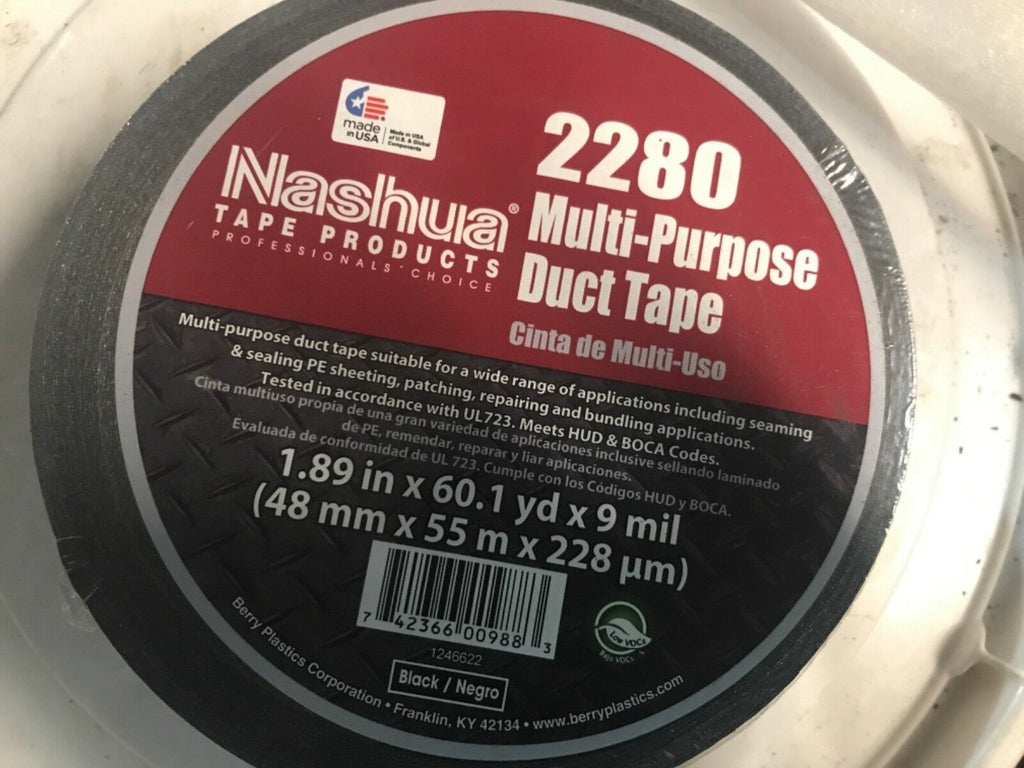 made
in USA
Made in USA
of U.S. & Global
Components
Nashua®
TAPE PRODUCTS
PROFESSIONALS' CHOICE
2280
Multi-Purpose
Duct Tape
Cinta de Multi-Uso
Multi-purpose duct tape suitable for a wide range of applications including seaming
& sealing PE sheeting, patching, repairing and bundling applications.
Tested in accordance with UL723. Meets HUD & BOCA Codes.
Cinta multiuso propia de una gran variedad de aplicaciones inclusive sellando laminado
de PE, remendar, reparar y liar aplicaciones.
Evaluada de conformidad de UL 723. Cumple con los Códigos HUD y BOCA.
1.89 in x 60.1 yd x 9 mil
(48 mm x 55 m x 228 µm)
7 42366 00988 3
1246622
Black / Negro
Low VOCs
Bajo VOCs
Berry Plastics Corporation • Franklin, KY 42134 • www.berryplastics.com